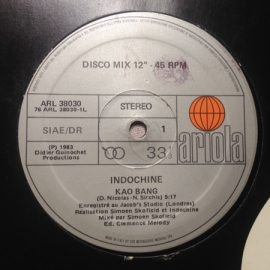 DISCO MIX 12" - 45 RPM
ARL 38030
76 ARL 38030-1L
SIAE/DR
STEREO
1
(P) 1983
Didier Guinochet
Productions
33
ariola
INDOCHINE
KAO BANG
(D. Nicolas - N. Sirchis) 5:17
Enregistré au Jacob's Studio (Londres)
Réalisation Simoen Skofield et Indochine
Mixé par Simoen Skofield
Ed. Clemence Melody